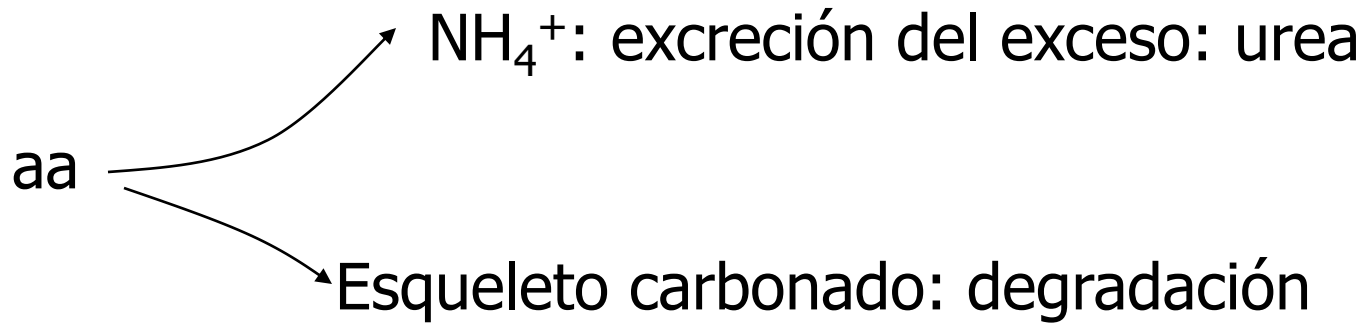 NH₄⁺: excreción del exceso: urea
aa
Esqueleto carbonado: degradación